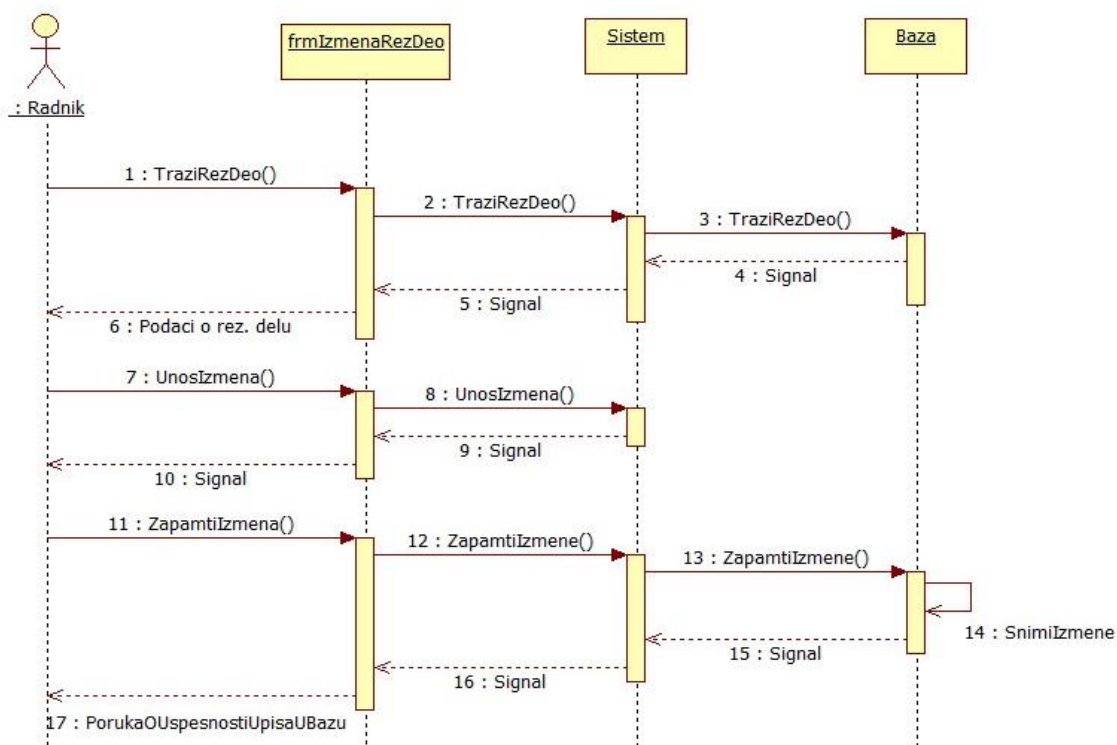 frmIzmenaRezDeo
Sistem
Baza
: Radnik
1 : TraziRezDeo()
2 : TraziRezDeo()
3 : TraziRezDeo()
4 : Signal
5 : Signal
6 : Podaci o rez. delu
7 : UnosIzmena()
8 : UnosIzmena()
9 : Signal
10 : Signal
11 : ZapamtiIzmena()
12 : ZapamtiIzmene()
13 : ZapamtiIzmene()
14 : SnimiIzmene
15 : Signal
16 : Signal
17 : PorukaOUspesnostiUpisaUBazu